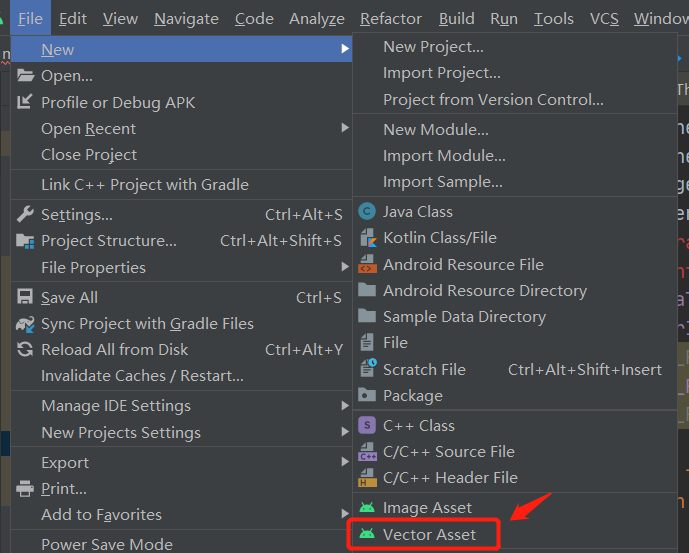 File Edit View Navigate Code Analyze Refactor Build Run Tools VCS Window
New
Open...
Profile or Debug APK
Open Recent
Close Project
Link C++ Project with Gradle
Settings... Ctrl+Alt+S
Project Structure... Ctrl+Alt+Shift+S
File Properties
Save All Ctrl+S
Sync Project with Gradle Files
Reload All from Disk Ctrl+Alt+Y
Invalidate Caches / Restart...
Manage IDE Settings
New Projects Settings
Export
Print...
Add to Favorites
Power Save Mode
New Project...
Import Project...
Project from Version Control...
New Module...
Import Module...
Import Sample...
Java Class
Kotlin Class/File
Android Resource File
Android Resource Directory
Sample Data Directory
File
Scratch File Ctrl+Alt+Shift+Insert
Package
C++ Class
C/C++ Source File
C/C++ Header File
Image Asset
Vector Asset